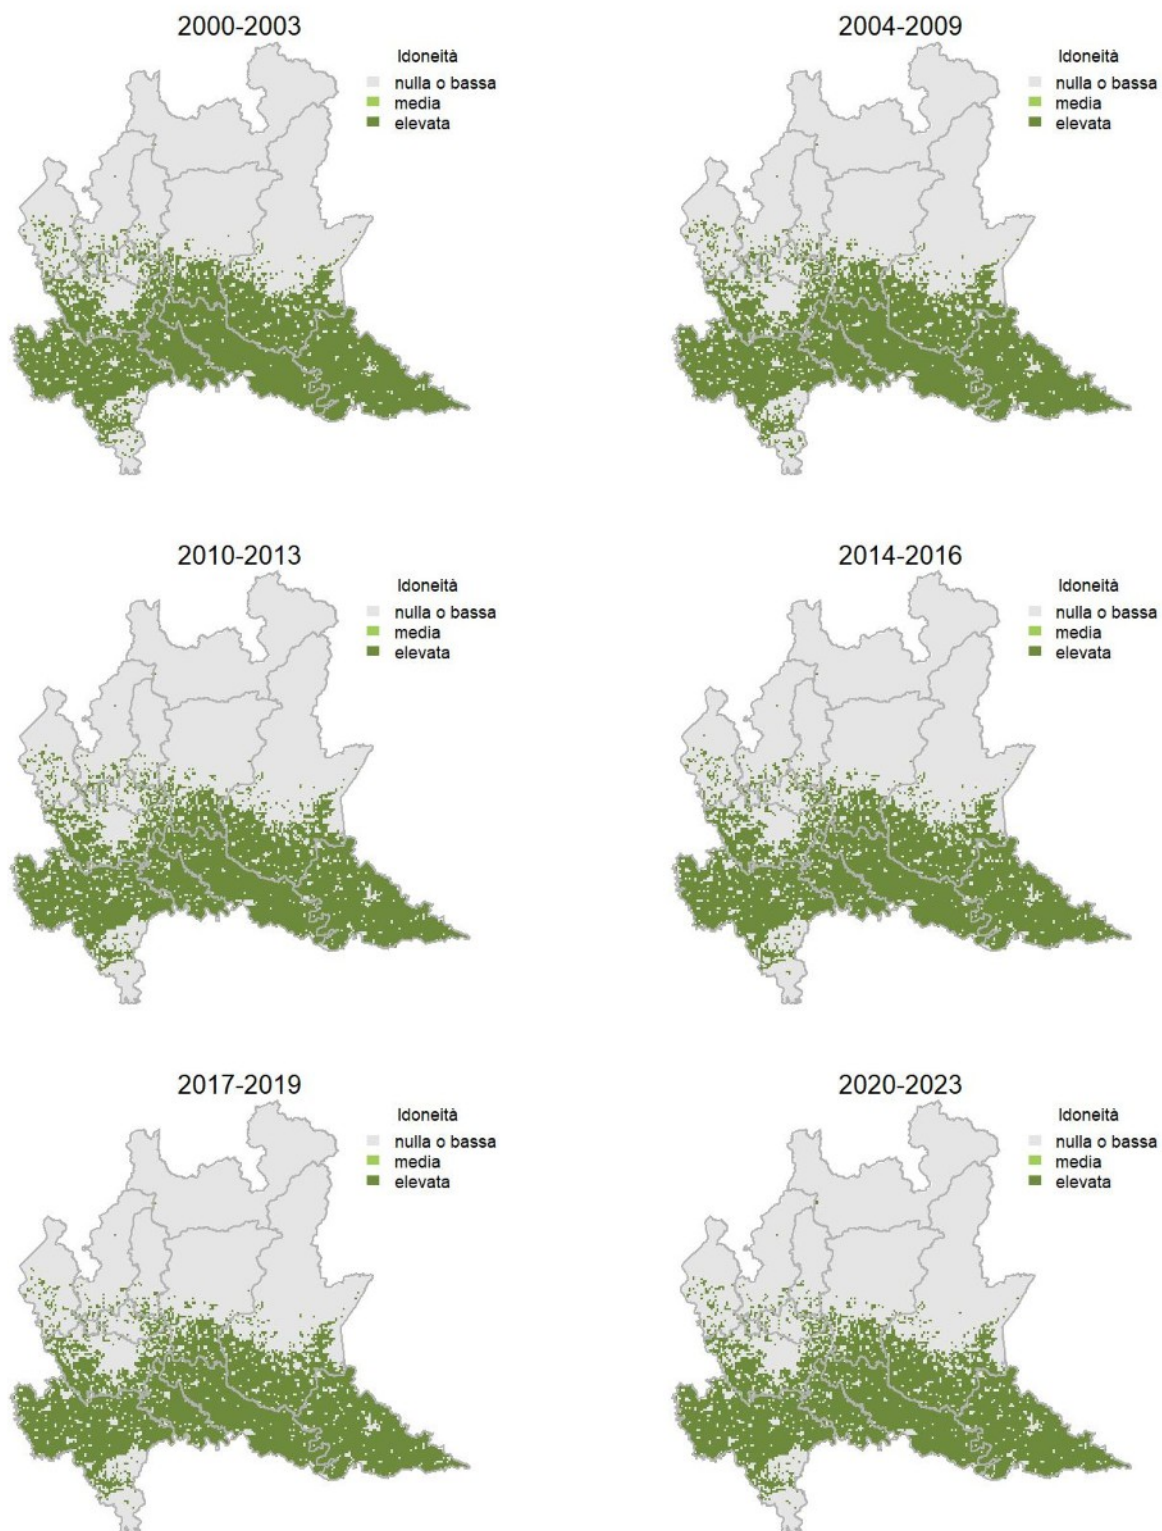 2000-2003
Idoneità
nulla o bassa
media
elevata
2004-2009
Idoneità
nulla o bassa
media
elevata
2010-2013
Idoneità
nulla o bassa
media
elevata
2014-2016
Idoneità
nulla o bassa
media
elevata
2017-2019
Idoneità
nulla o bassa
media
elevata
2020-2023
Idoneità
nulla o bassa
media
elevata